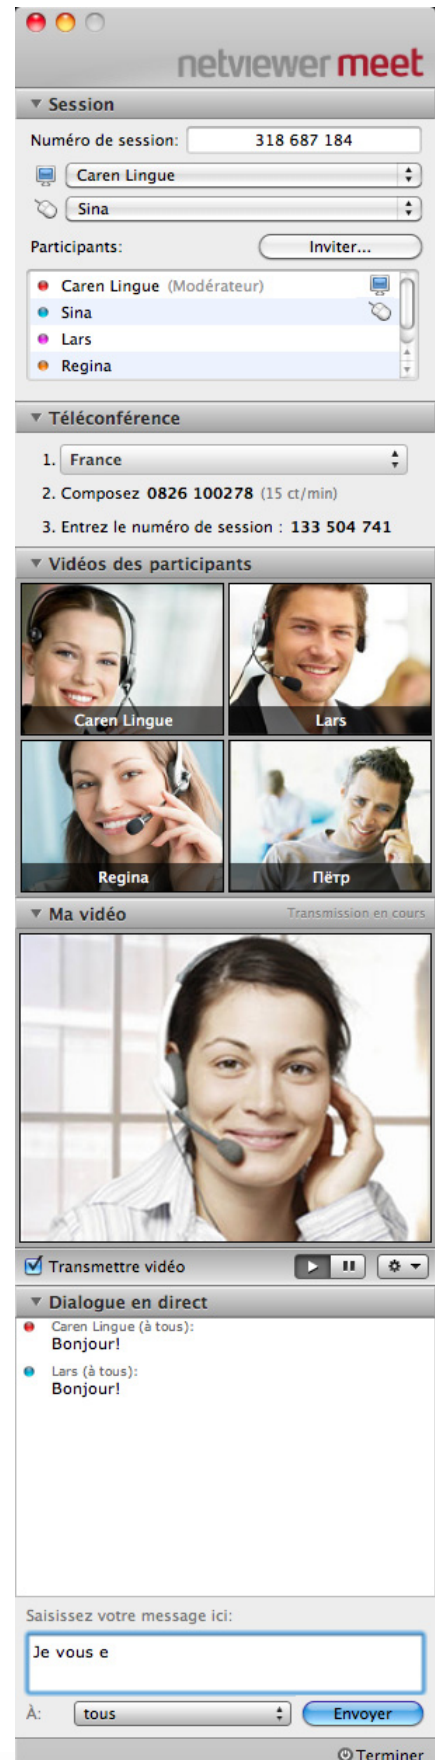 netviewer meet
Session
Numéro de session: 318 687 184
Caren Lingue
Sina
Participants: Inviter...
Caren Lingue (Modérateur)
Sina
Lars
Regina
Téléconférence
1. France
2. Composez 0826 100278 (15 ct/min)
3. Entrez le numéro de session : 133 504 741
Vidéos des participants
Caren Lingue
Lars
Regina
Пётр
Ma vidéo Transmission en cours
Transmettre vidéo
Dialogue en direct
Caren Lingue (à tous):
Bonjour!
Lars (à tous):
Bonjour!
Saisissez votre message ici:
Je vous e
À: tous Envoyer
Terminer